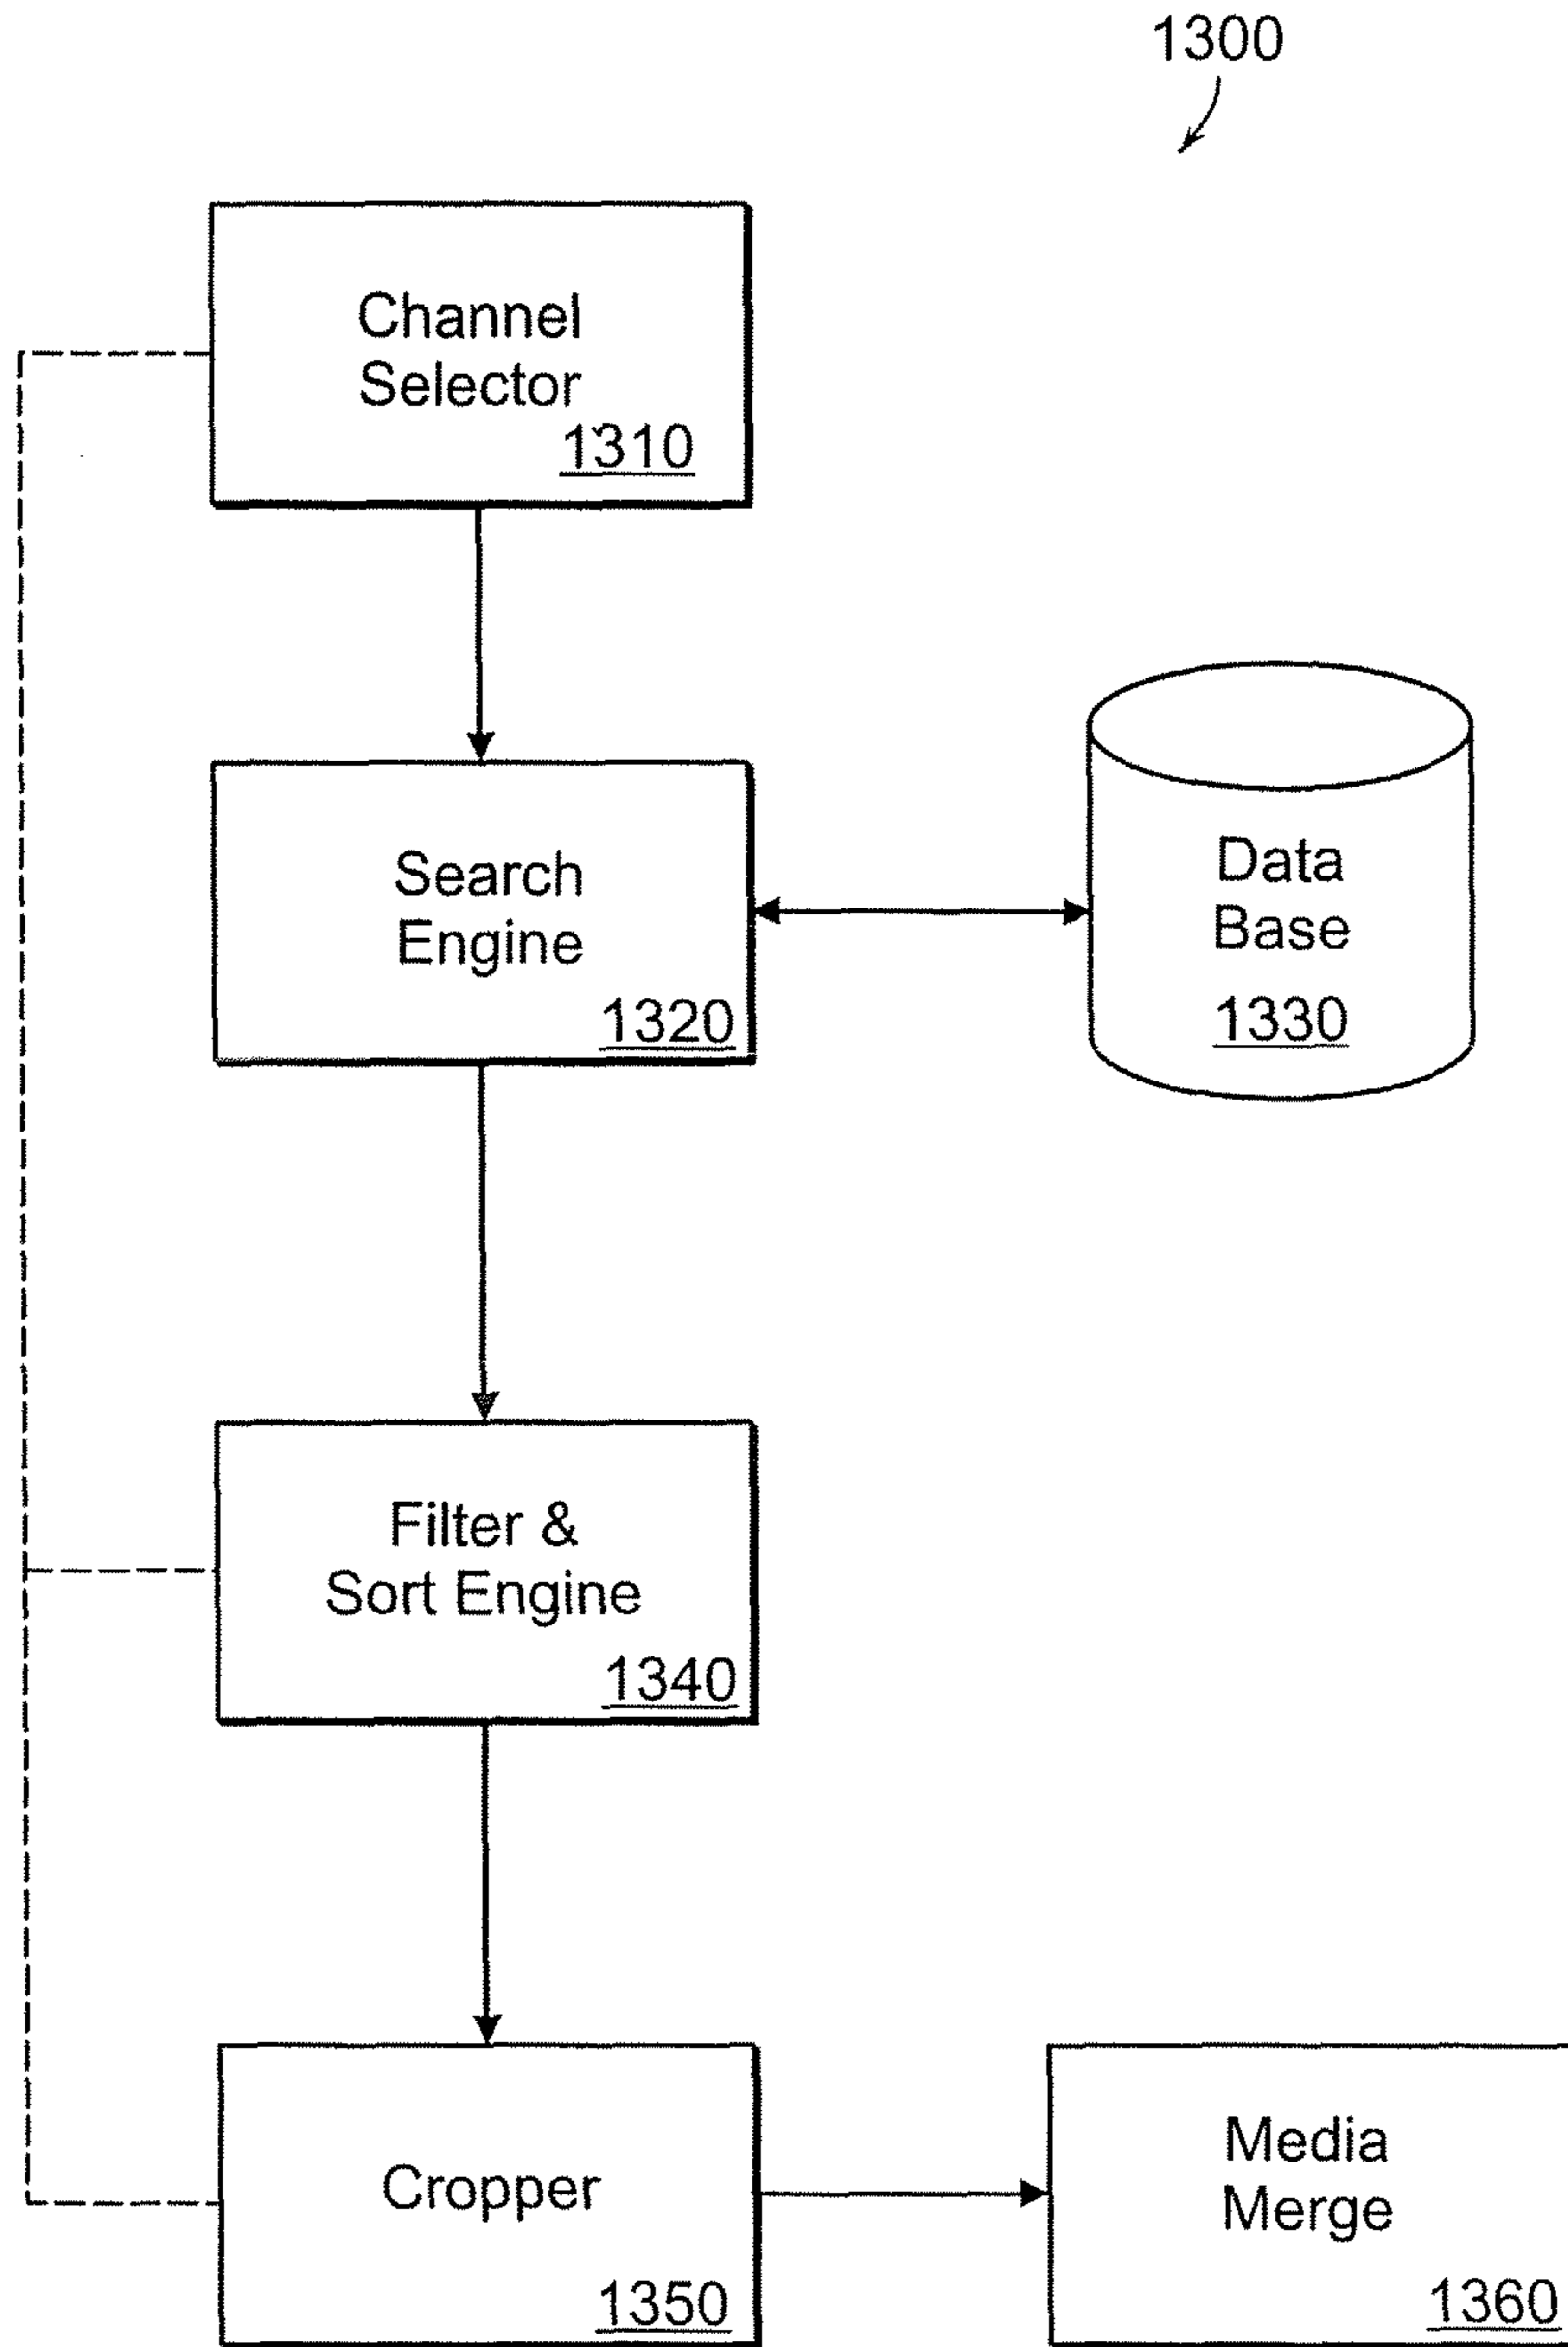 1300
Channel
Selector
1310
Search
Engine
1320
Data
Base
1330
Filter &
Sort Engine
1340
Cropper
1350
Media
Merge
1360